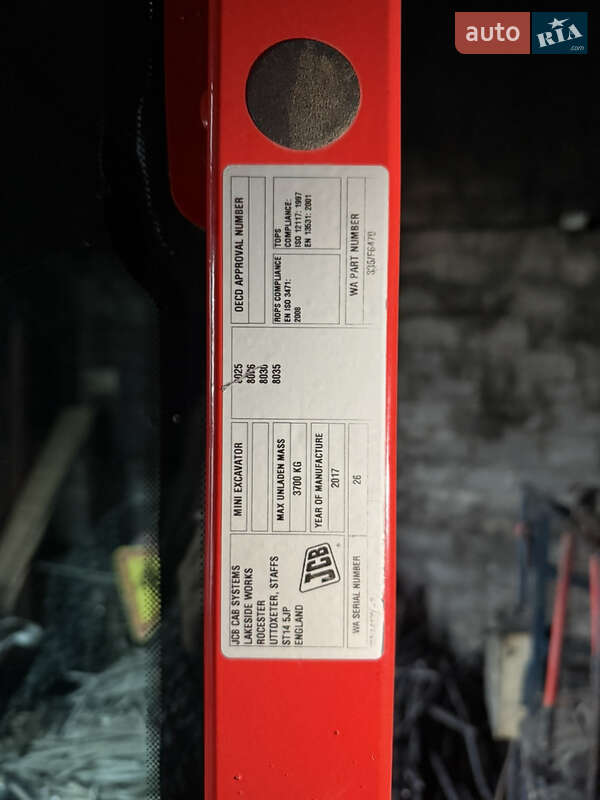 auto RIA .com
JCB CAB SYSTEMS
LAKESIDE WORKS
ROCESTER
UTTOXETER, STAFFS
ST14 5JP
ENGLAND
JCB
WA SERIAL NUMBER
MINI EXCAVATOR
MAX UNLADEN MASS
3700 KG
YEAR OF MANUFACTURE
2017
26
8025
8026
8030
8035
OECD APPROVAL NUMBER
ROPS COMPLIANCE
EN ISO 3471:
2008
TOPS
COMPLIANCE:
ISO 12117: 1997
EN 13531: 2001
WA PART NUMBER